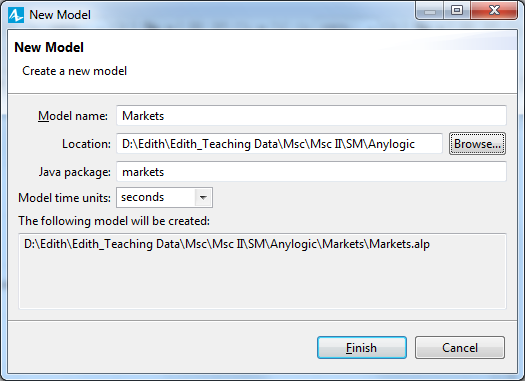 New Model
New Model
Create a new model
Model name: Markets
Location: D:\Edith\Edith_Teaching Data\Msc\Msc II\SM\Anylogic Browse...
Java package: markets
Model time units: seconds
The following model will be created:
D:\Edith\Edith_Teaching Data\Msc\Msc II\SM\Anylogic\Markets\Markets.alp
Finish Cancel